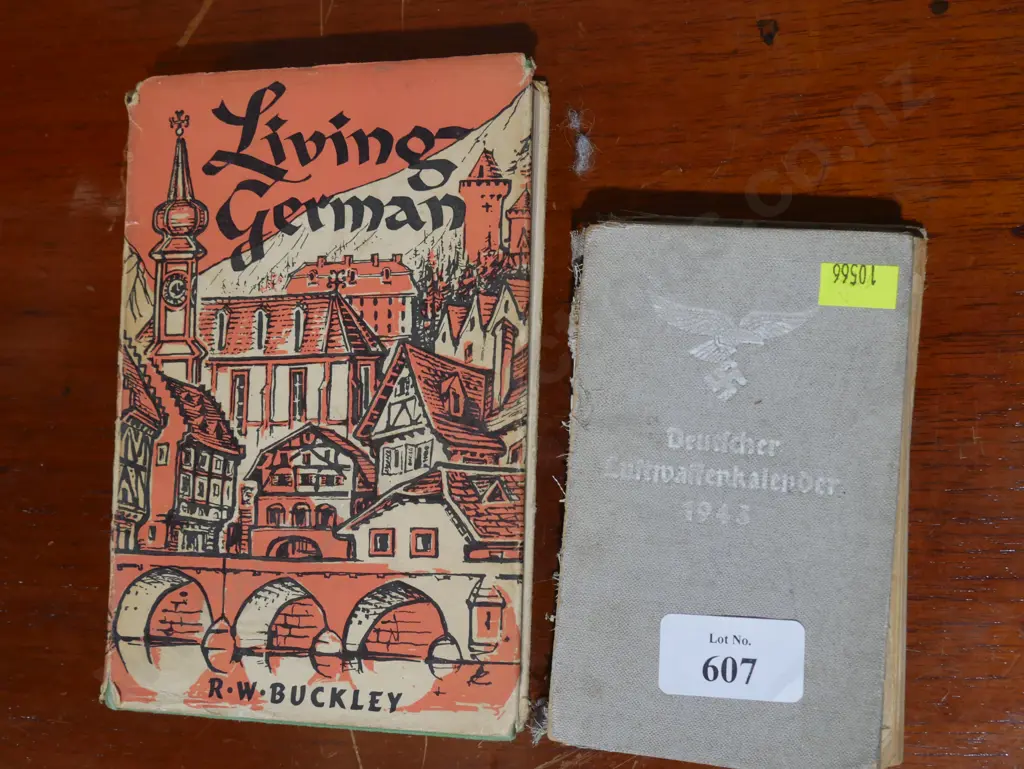 Living
German
R·W·BUCKLEY
10566
Deutscher
Luftwaffenkalender
1943
Lot No.
607